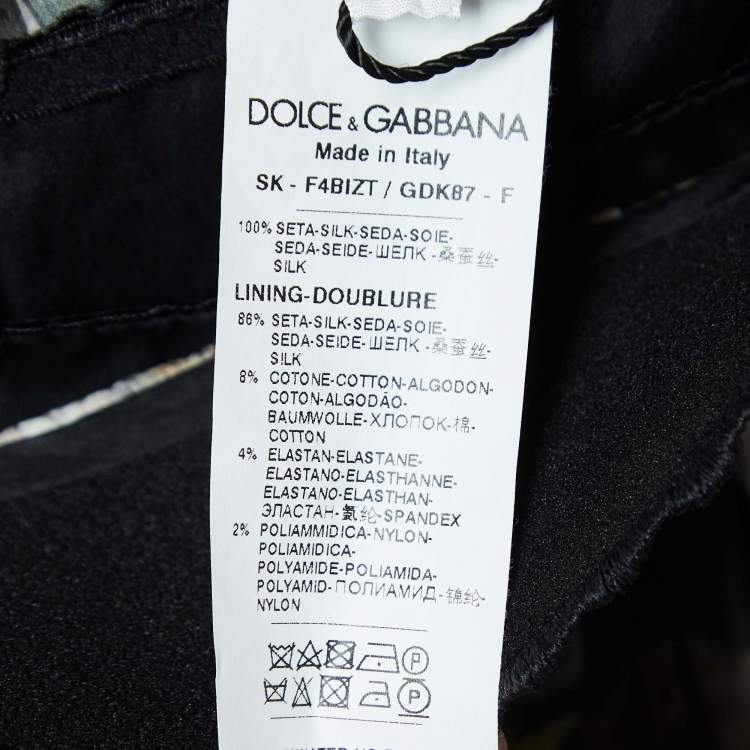 DOLCE & GABBANA
Made in Italy
SK - F4BIZT / GDK87 - F
100% SETA-SILK-SEDA-SOIE-
SEDA-SEIDE-ШЕЛК -桑蚕丝-
SILK
LINING-DOUBLURE
86% SETA-SILK-SEDA-SOIE-
SEDA-SEIDE-ШЕЛК -桑蚕丝-
SILK
8% COTONE-COTTON-ALGODON-
COTON-ALGODÃO-
BAUMWOLLE-ХЛОПОК-棉-
COTTON
4% ELASTAN-ELASTANE-
ELASTANO-ELASTHANNE-
ELASTANO-ELASTHAN-
ЭЛАСТАН-氨纶-SPANDEX
2% POLIAMMIDICA-NYLON-
POLIAMIDICA-
POLYAMIDE-POLIAMIDA-
POLYAMID-ПОЛИАМИД-锦纶-
NYLON
P
P